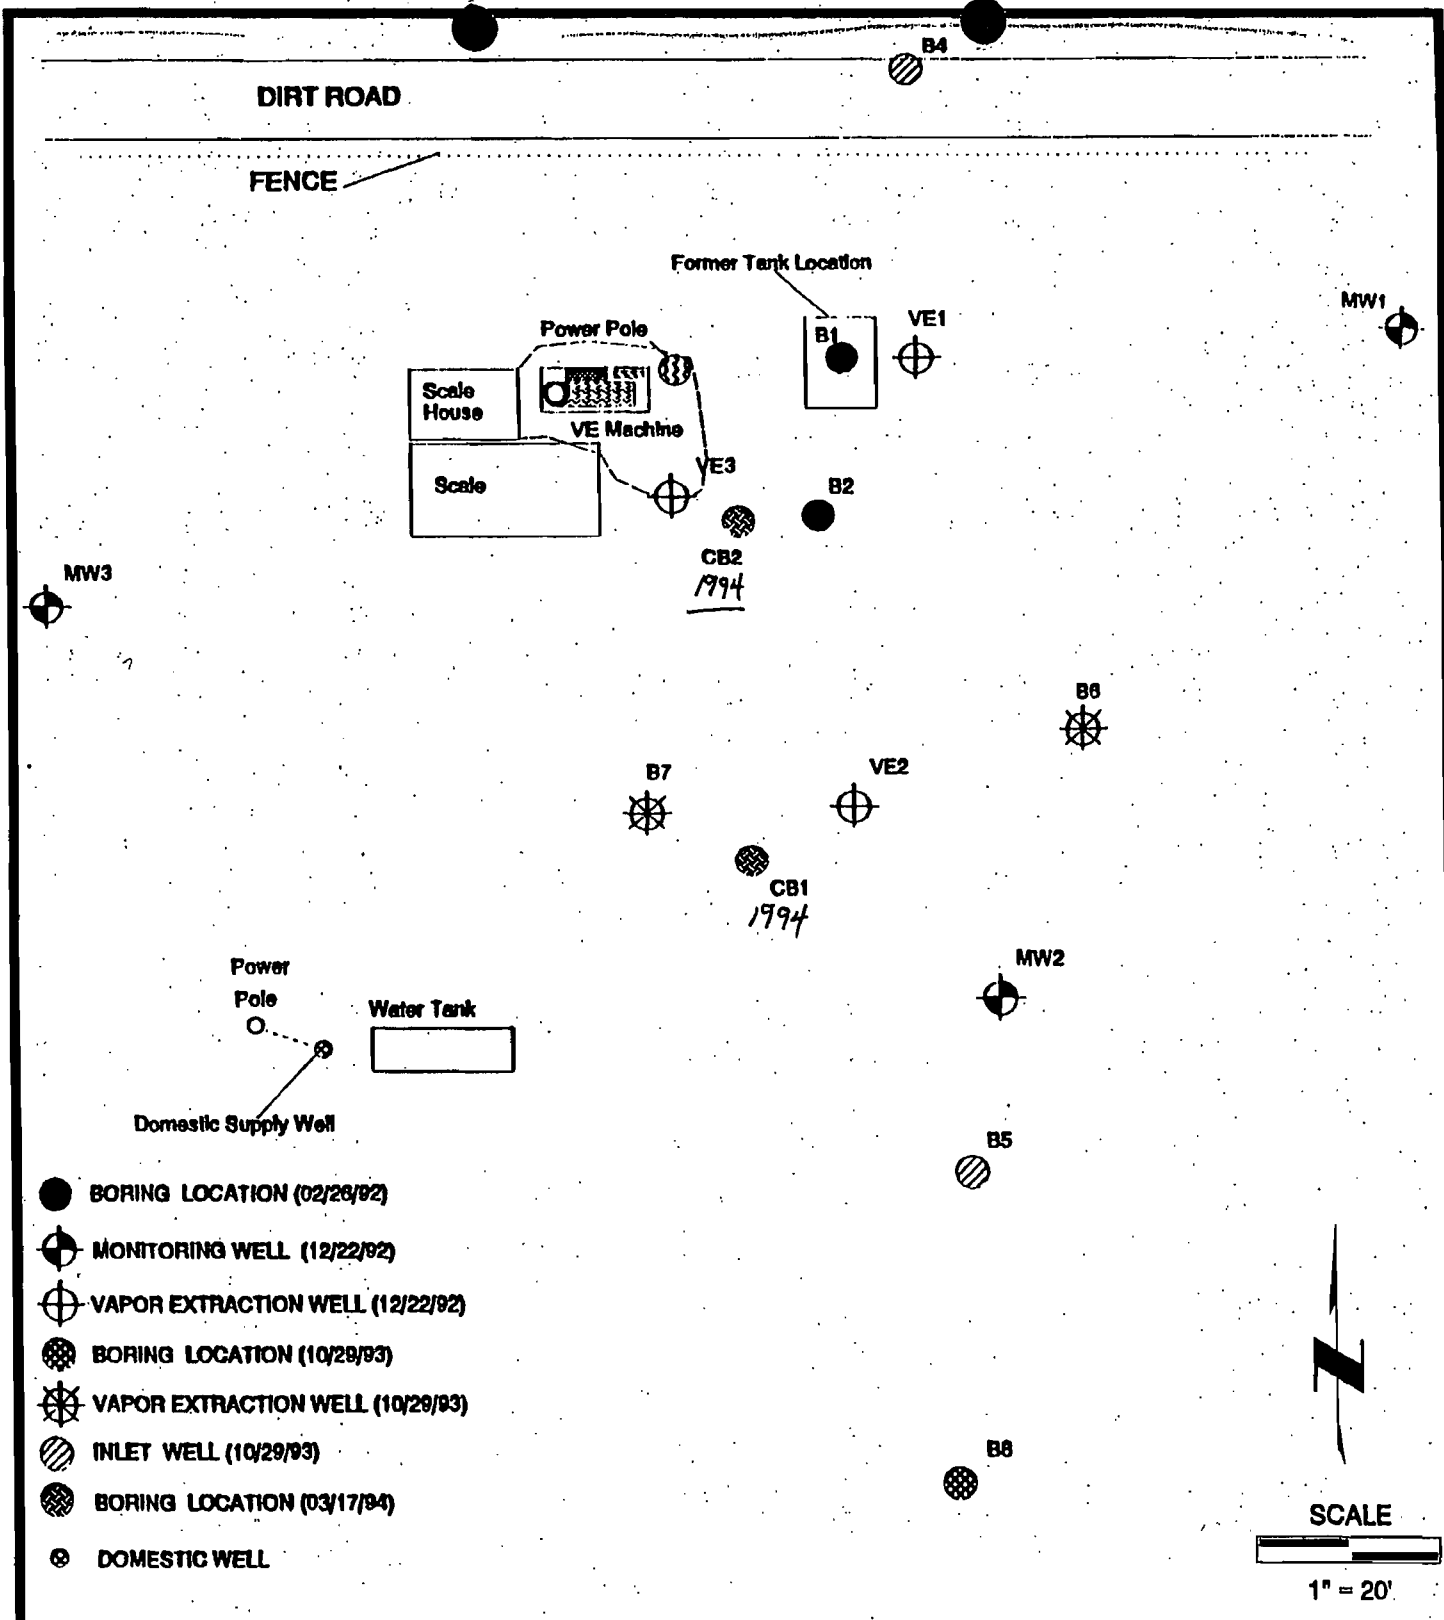 B4
DIRT ROAD
FENCE
Former Tank Location
MW1
VE1
Power Pole
B1
Scale
House
VE Machine
VE3
Scale
B2
CB2
1994
MW3
B6
B7
VE2
CB1
1994
Power
Pole
MW2
Water Tank
Domestic Supply Well
B5
BORING LOCATION (02/26/92)
MONITORING WELL (12/22/92)
VAPOR EXTRACTION WELL (12/22/92)
BORING LOCATION (10/29/93)
VAPOR EXTRACTION WELL (10/29/93)
INLET WELL (10/29/93)
B8
BORING LOCATION (03/17/94)
SCALE
DOMESTIC WELL
1" = 20'